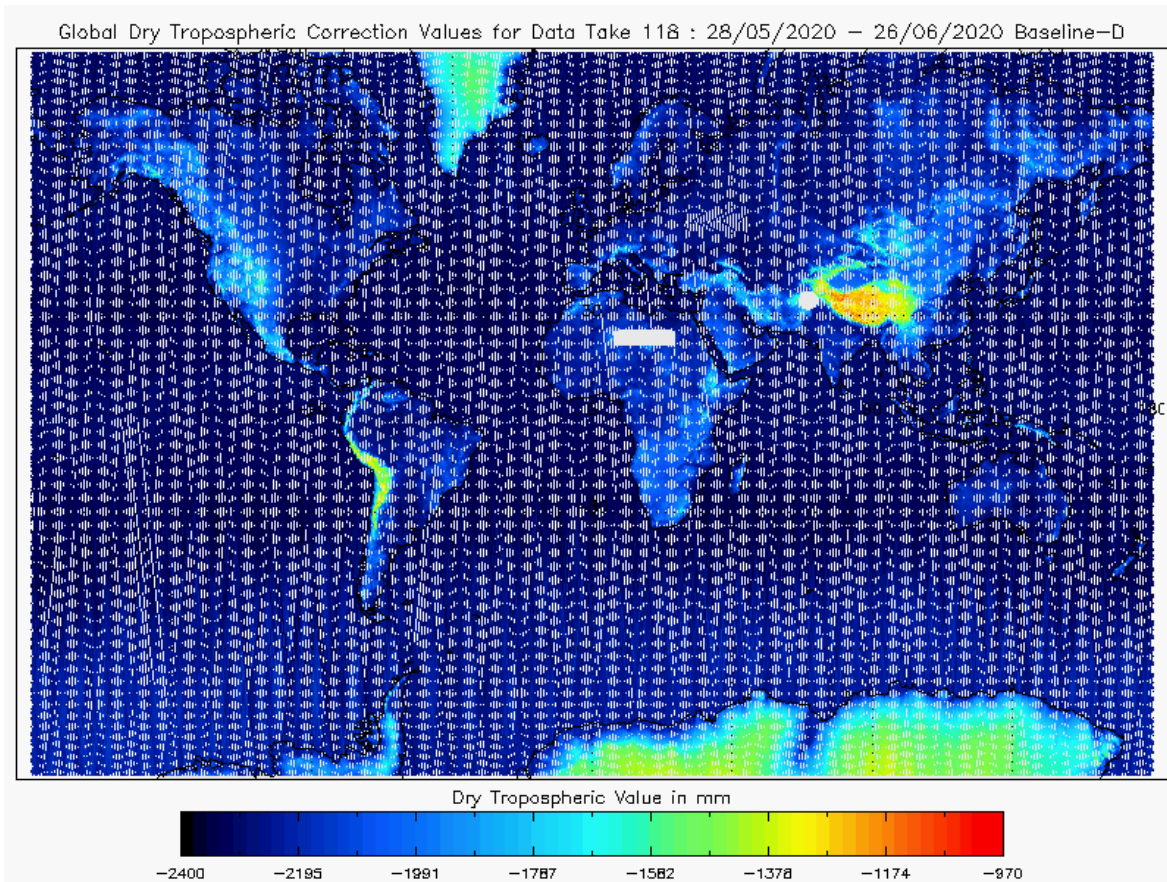 Global Dry Tropospheric Correction Values for Data Take 118 : 28/05/2020 – 26/06/2020 Baseline–D
Dry Tropospheric Value in mm
−2400 −2195 −1991 −1787 −1582 −1378 −1174 −970